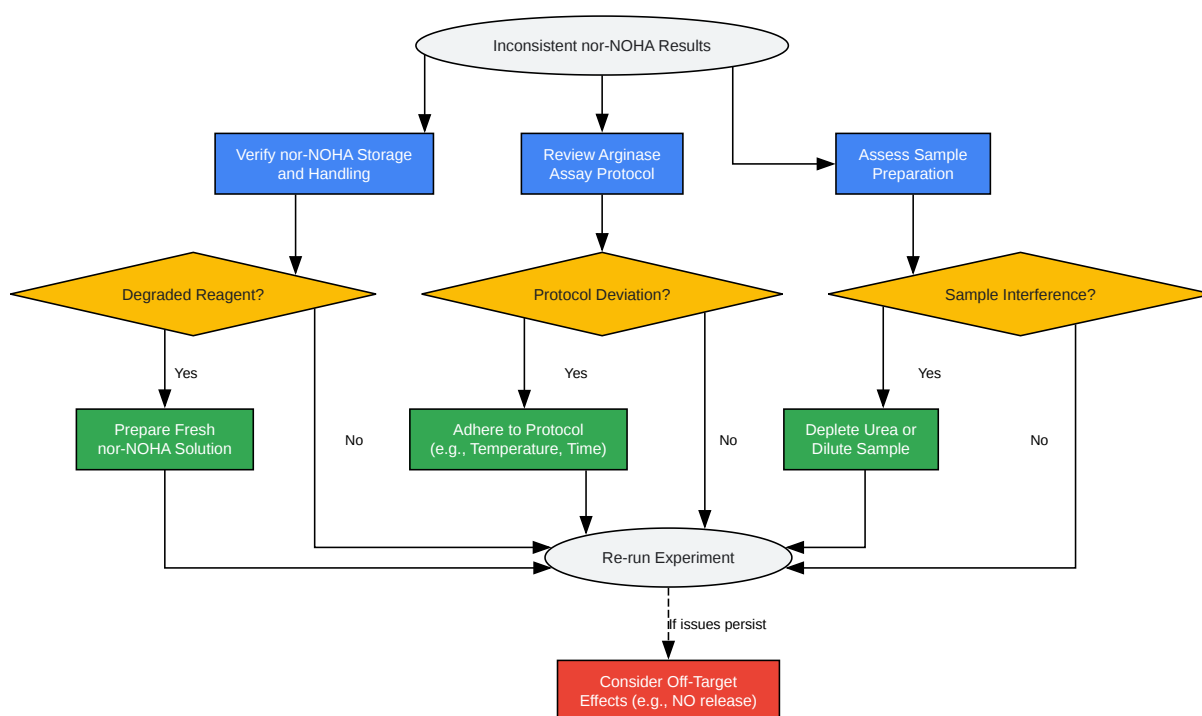 Inconsistent nor-NOHA Results
Verify nor-NOHA Storage
and Handling
Review Arginase
Assay Protocol
Assess Sample
Preparation
Degraded Reagent?
Protocol Deviation?
Sample Interference?
Yes
Yes
Yes
Prepare Fresh
nor-NOHA Solution
No
Adhere to Protocol
(e.g., Temperature, Time)
No
Deplete Urea or
Dilute Sample
No
Re-run Experiment
If issues persist
Consider Off-Target
Effects (e.g., NO release)